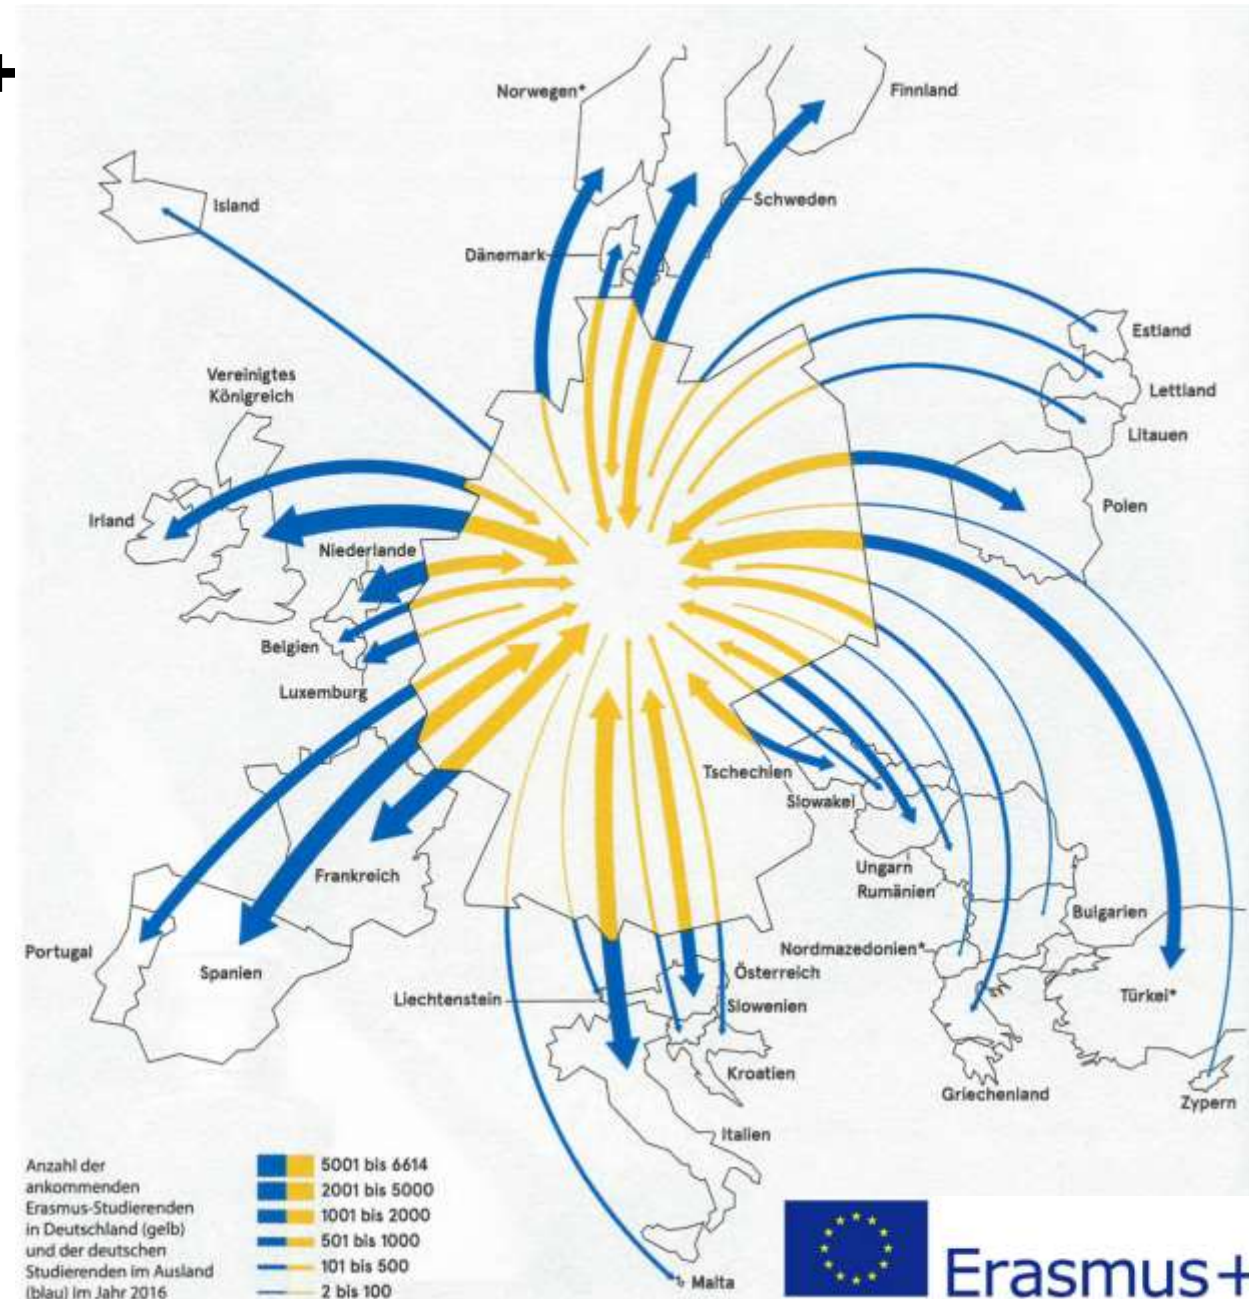 +
Norwegen*
Finnland
Island
Schweden
Dänemark
Estland
Vereinigtes
Königreich
Lettland
Litauen
Polen
Irland
Niederlande
Belgien
Luxemburg
Tschechien
Slowakei
Frankreich
Ungarn
Rumänien
Bulgarien
Portugal
Spanien
Nordmazedonien*
Österreich
Liechtenstein
Slowenien
Türkei*
Kroatien
Griechenland
Zypern
Italien
Malta
Anzahl der
ankommenden
Erasmus-Studierenden
in Deutschland (gelb)
und der deutschen
Studierenden im Ausland
(blau) im Jahr 2016
5001 bis 6614
2001 bis 5000
1001 bis 2000
501 bis 1000
101 bis 500
2 bis 100
Erasmus+